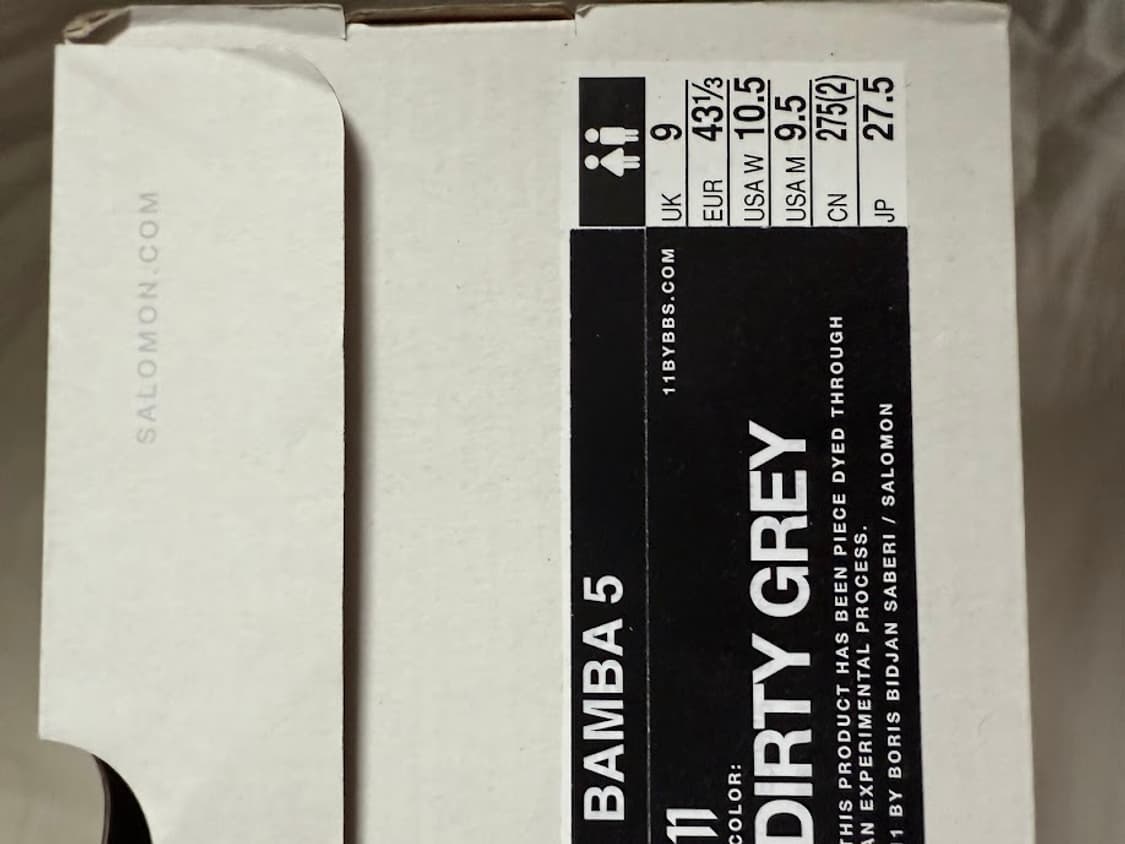 SALOMON.COM
BAMBA 5
UK 9
EUR 43⅓
USA W 10.5
USA M 9.5
CN 275(2)
JP 27.5
11BYBBS.COM
11
COLOR:
DIRTY GREY
THIS PRODUCT HAS BEEN PIECE DYED THROUGH
AN EXPERIMENTAL PROCESS.
11 BY BORIS BIDJAN SABERI / SALOMON